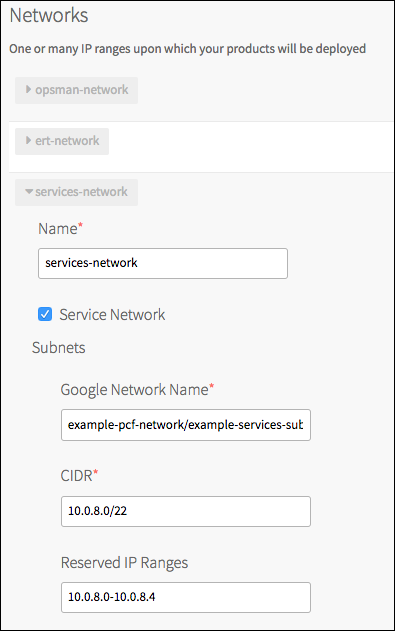 Networks
One or many IP ranges upon which your products will be deployed
opsman-network
ert-network
services-network
Name*
services-network
Service Network
Subnets
Google Network Name*
example-pcf-network/example-services-sub
CIDR*
10.0.8.0/22
Reserved IP Ranges
10.0.8.0-10.0.8.4